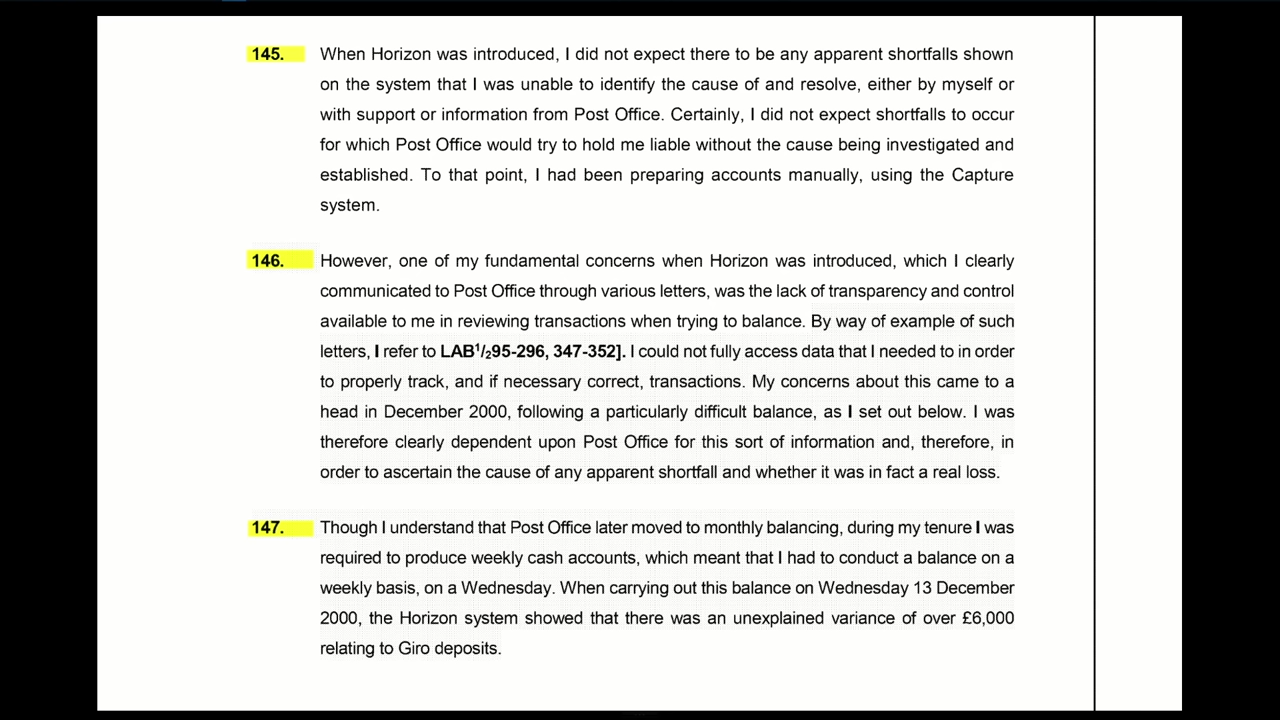 145. When Horizon was introduced, I did not expect there to be any apparent shortfalls shown
on the system that I was unable to identify the cause of and resolve, either by myself or
with support or information from Post Office. Certainly, I did not expect shortfalls to occur
for which Post Office would try to hold me liable without the cause being investigated and
established. To that point, I had been preparing accounts manually, using the Capture
system.
146. However, one of my fundamental concerns when Horizon was introduced, which I clearly
communicated to Post Office through various letters, was the lack of transparency and control
available to me in reviewing transactions when trying to balance. By way of example of such
letters, I refer to LAB¹/₂95-296, 347-352]. I could not fully access data that I needed to in order
to properly track, and if necessary correct, transactions. My concerns about this came to a
head in December 2000, following a particularly difficult balance, as I set out below. I was
therefore clearly dependent upon Post Office for this sort of information and, therefore, in
order to ascertain the cause of any apparent shortfall and whether it was in fact a real loss.
147. Though I understand that Post Office later moved to monthly balancing, during my tenure I was
required to produce weekly cash accounts, which meant that I had to conduct a balance on a
weekly basis, on a Wednesday. When carrying out this balance on Wednesday 13 December
2000, the Horizon system showed that there was an unexplained variance of over £6,000
relating to Giro deposits.